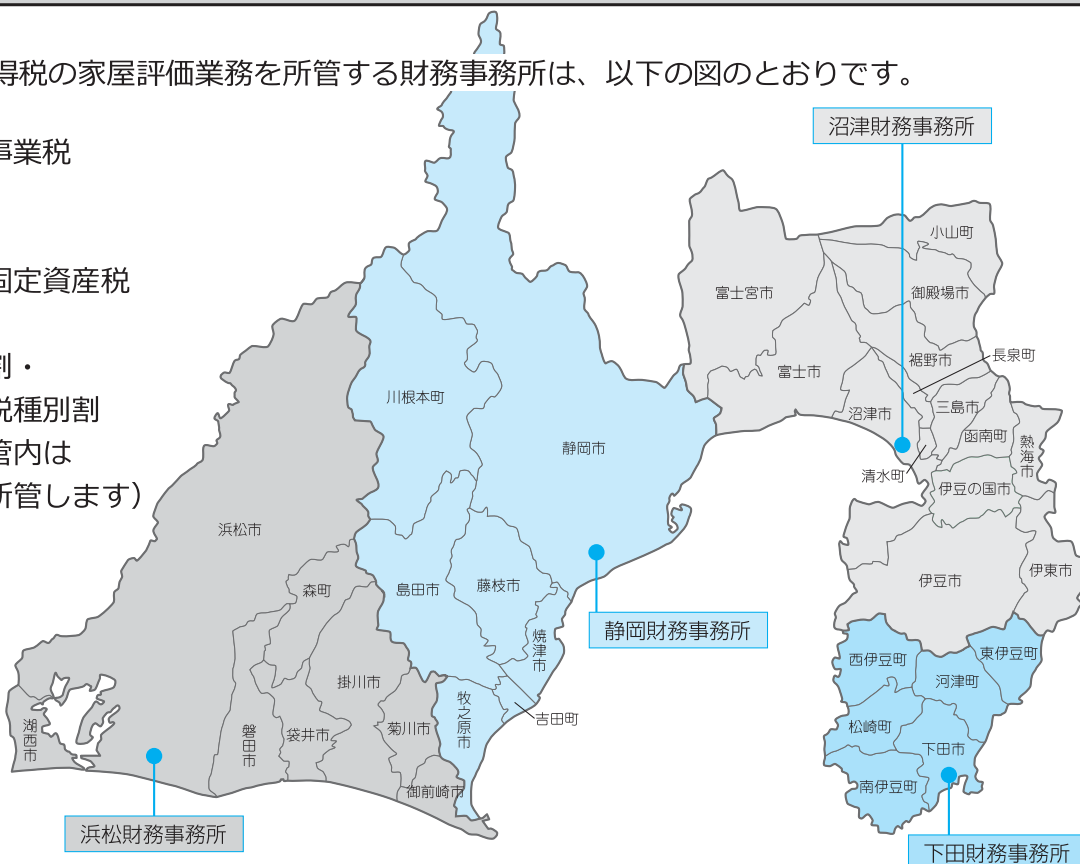 得税の家屋評価業務を所管する財務事務所は、以下の図のとおりです。
事業税
固定資産税
割・
税種別割
管内は
所管します）
沼津財務事務所
小山町
御殿場市
富士宮市
裾野市
長泉町
富士市
沼津市
三島市
函南町
熱海市
清水町
伊豆の国市
伊豆市
伊東市
川根本町
静岡市
浜松市
森町
島田市
藤枝市
焼津市
静岡財務事務所
西伊豆町
東伊豆町
河津町
松崎町
下田市
南伊豆町
下田財務事務所
掛川市
牧之原市
吉田町
湖西市
磐田市
袋井市
菊川市
御前崎市
浜松財務事務所